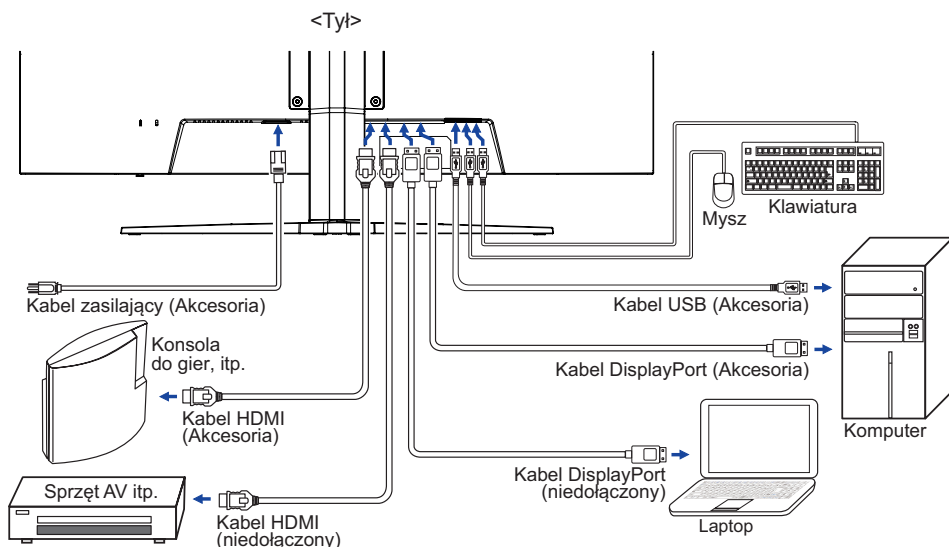 <Tył>
Mysz
Klawiatura
Kabel zasilający (Akcesoria)
Kabel USB (Akcesoria)
Konsola
do gier, itp.
Kabel DisplayPort (Akcesoria)
Kabel HDMI
(Akcesoria)
Komputer
Kabel DisplayPort
(niedołączony)
Sprzęt AV itp.
Kabel HDMI
(niedołączony)
Laptop